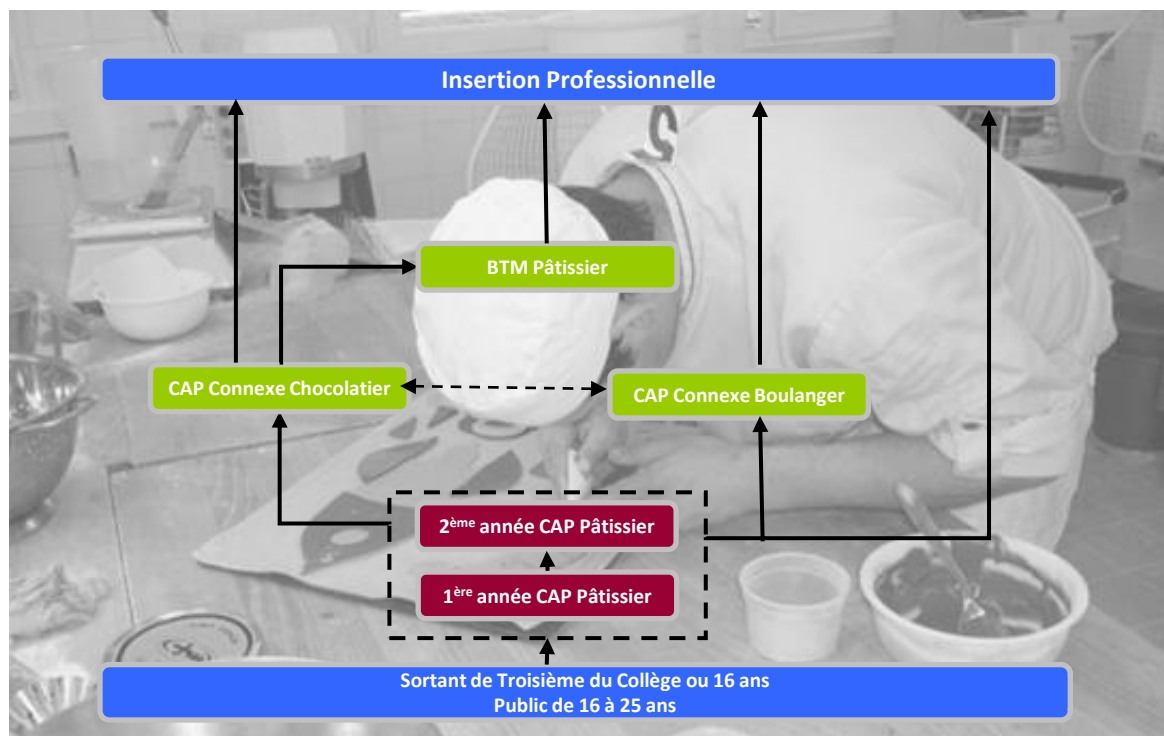 Insertion Professionnelle
BTM Pâtissier
CAP Connexe Chocolatier
CAP Connexe Boulanger
2ème année CAP Pâtissier
1ère année CAP Pâtissier
Sortant de Troisième du Collège ou 16 ans
Public de 16 à 25 ans